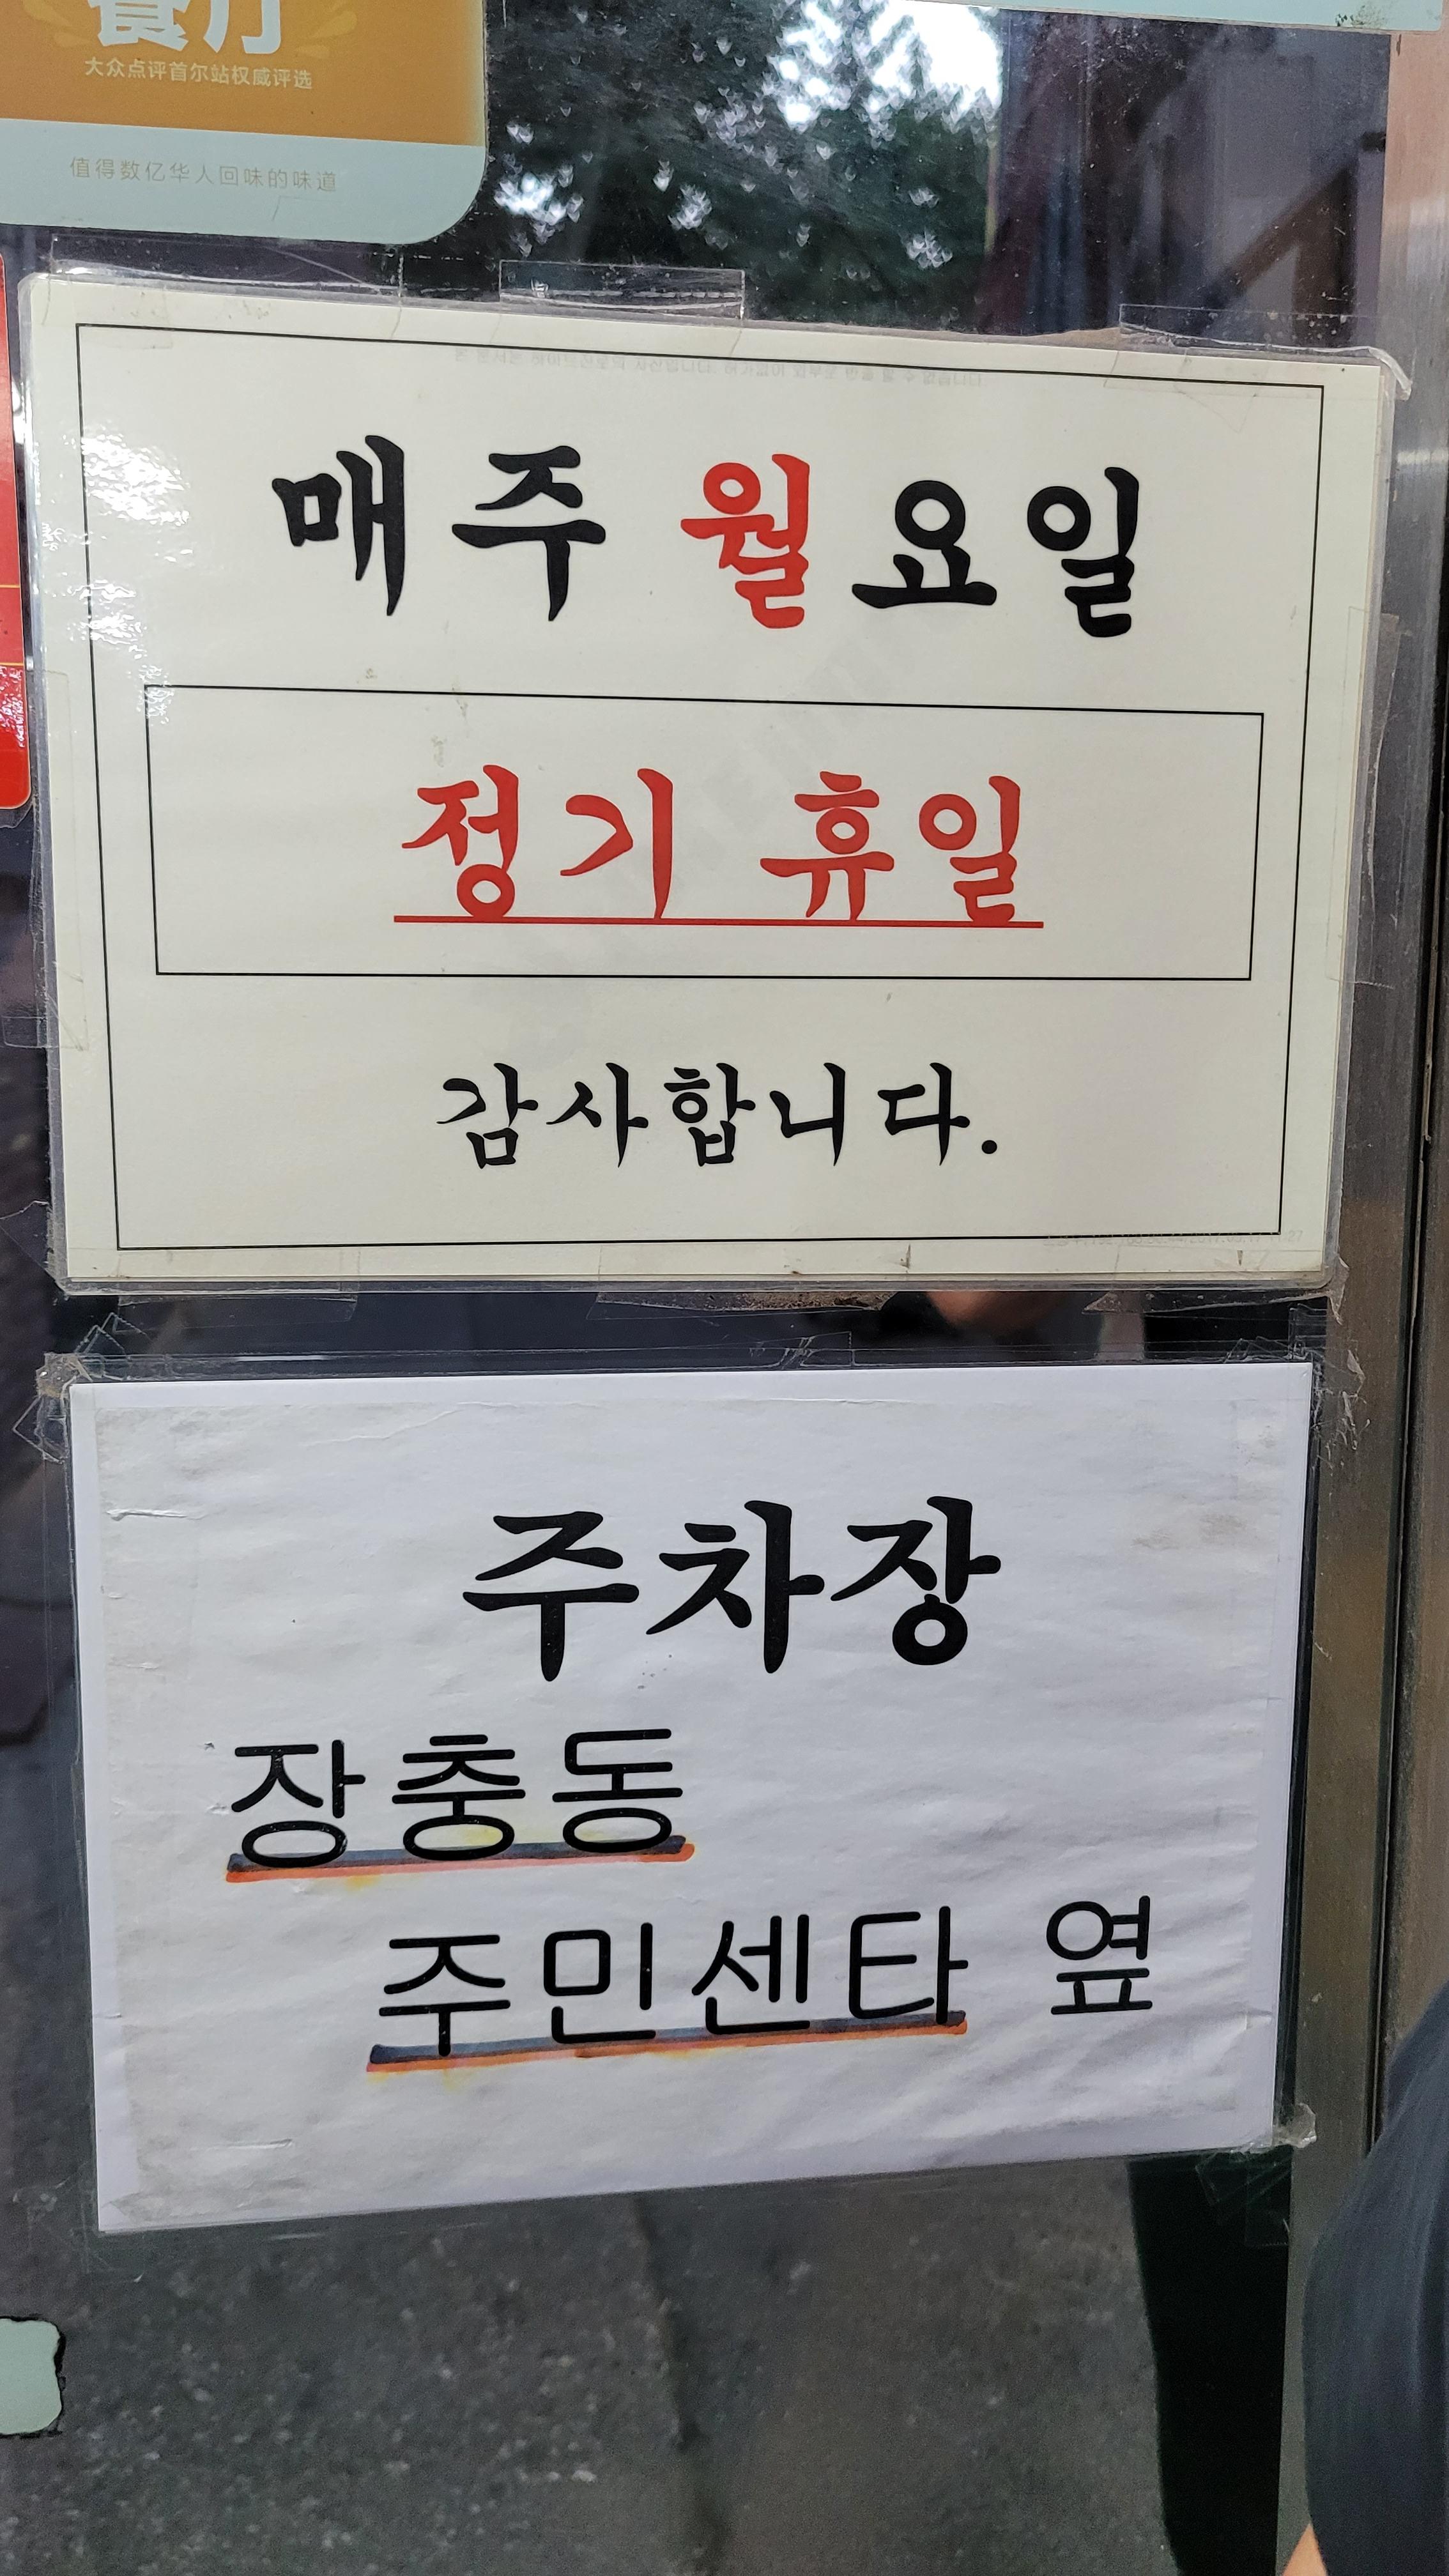 餐厅
大众点评首尔站权威评选
值得数亿华人回味的味道
매주 월요일
정기 휴일
감사합니다.
주차장
장충동
주민센타 옆